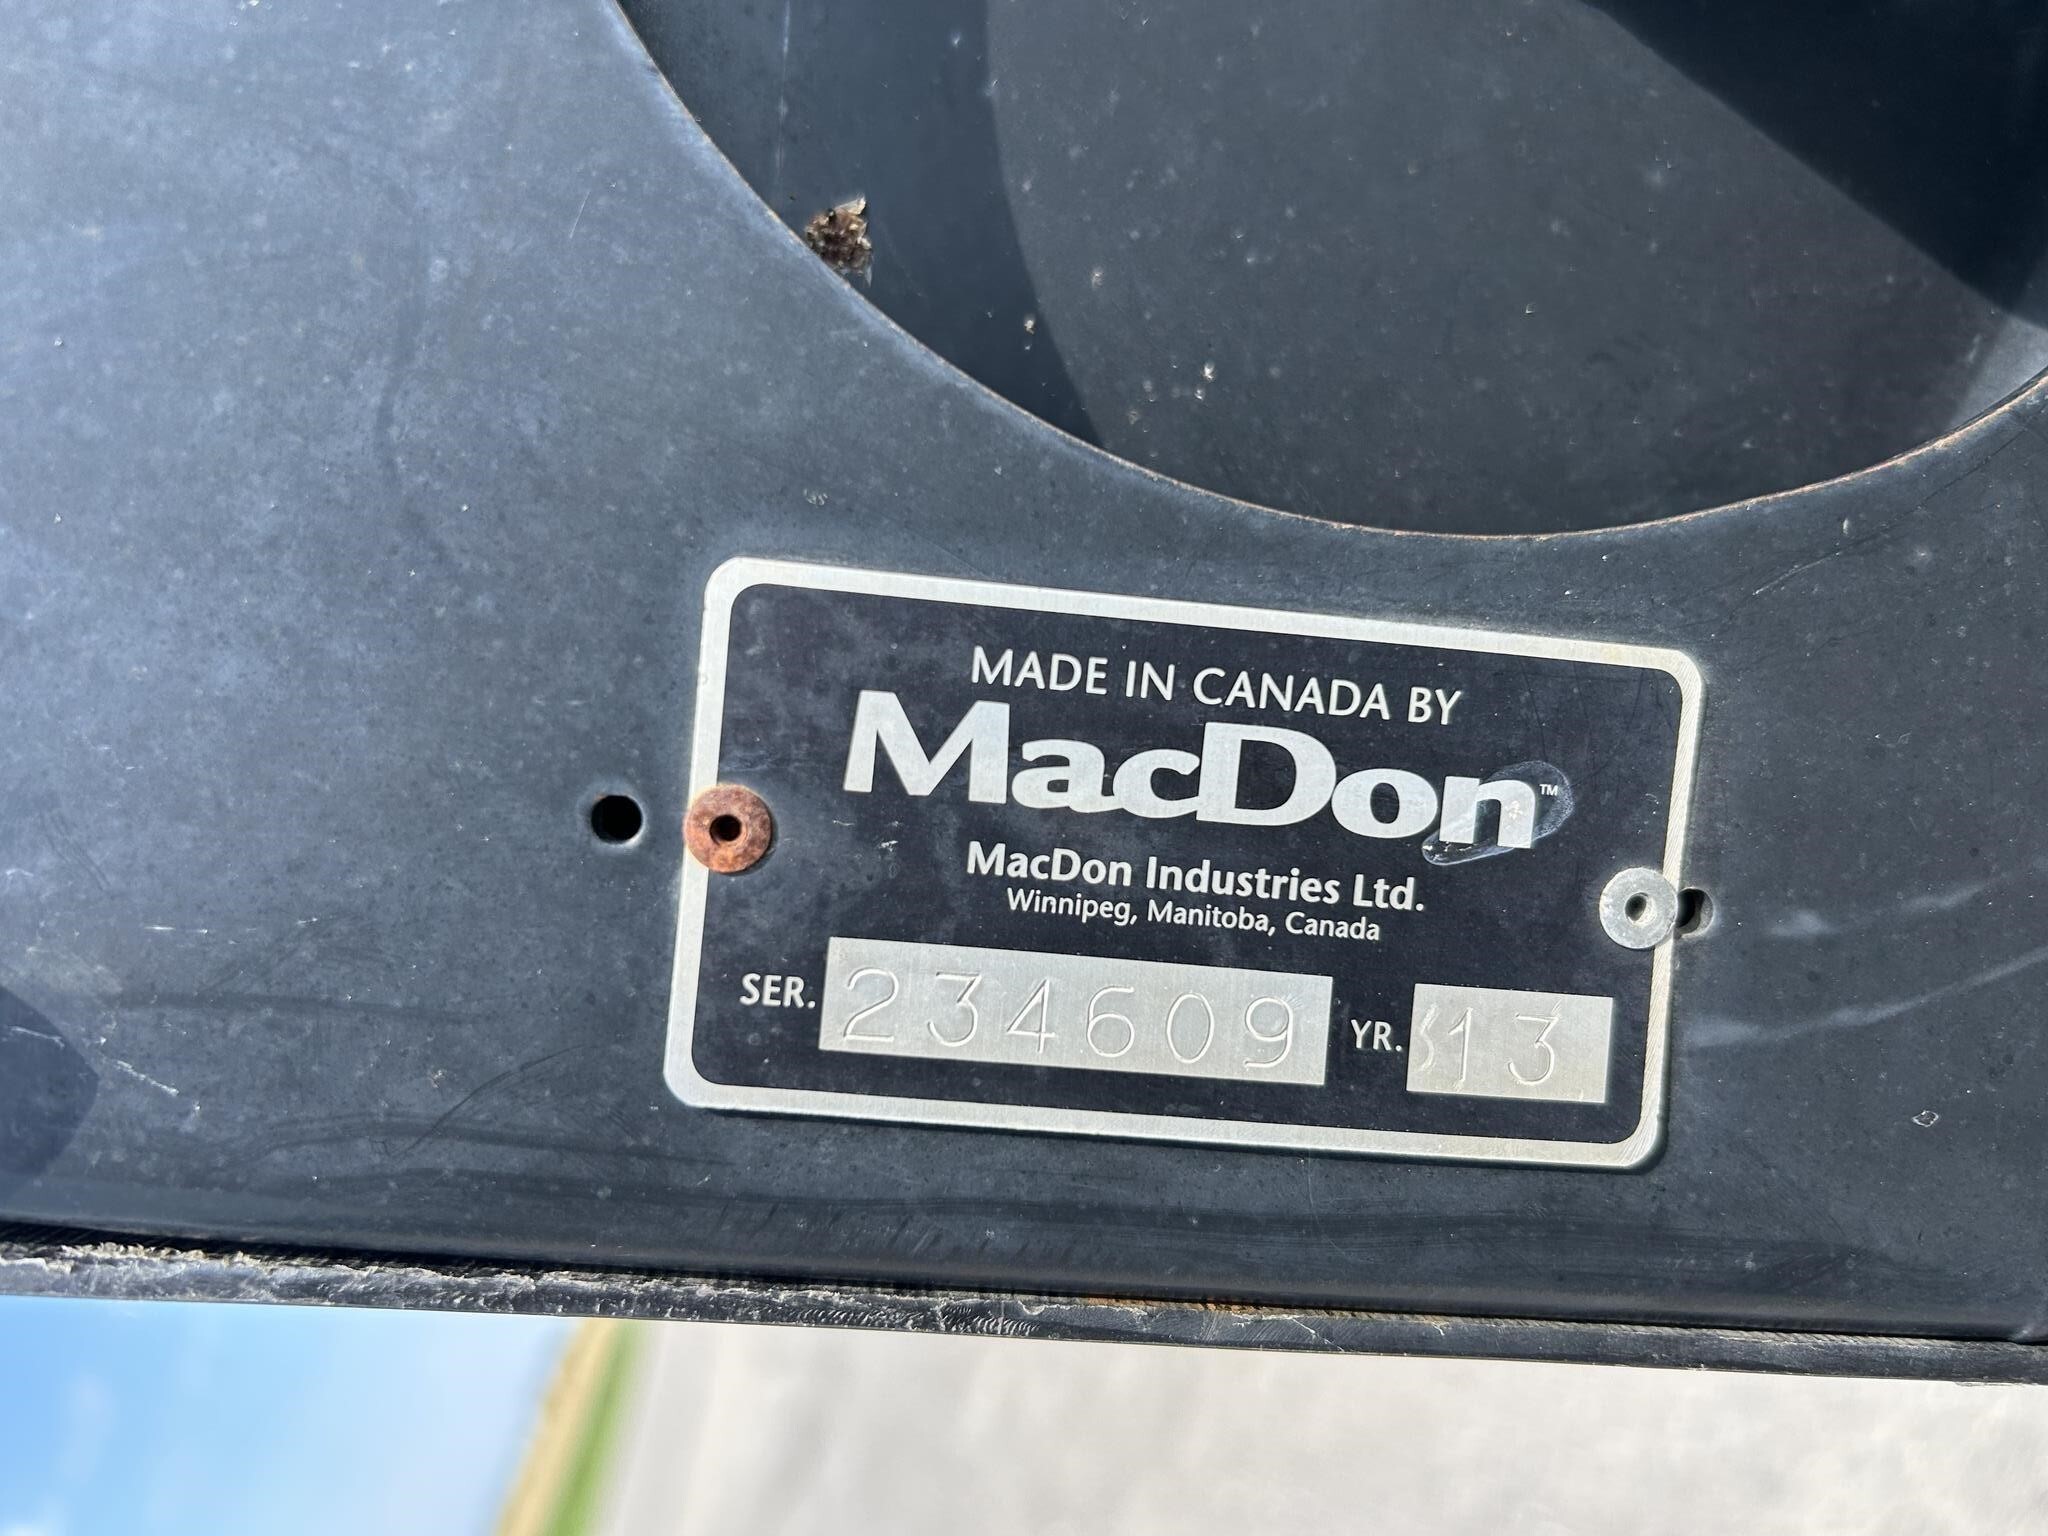 MADE IN CANADA BY
MacDon™
MacDon Industries Ltd.
Winnipeg, Manitoba, Canada
SER. 234609 YR. 13